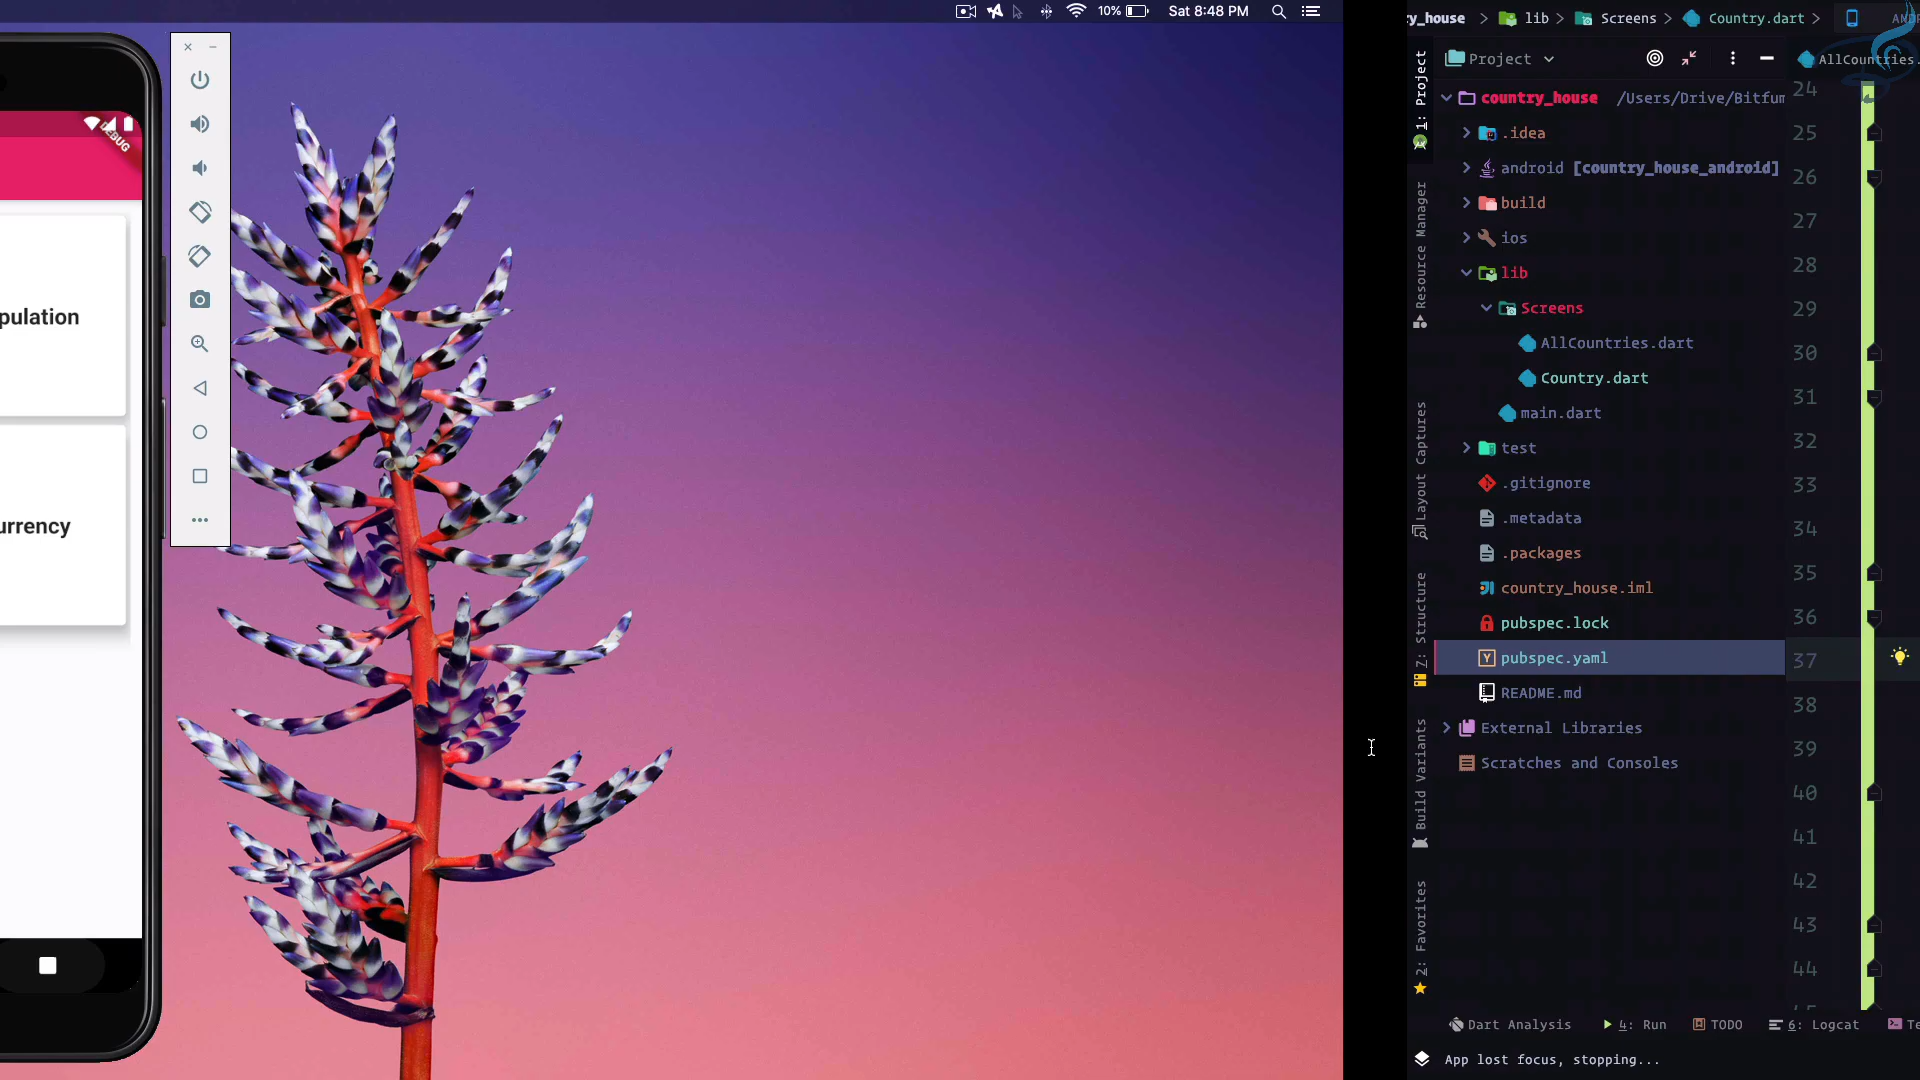 10%
Sat 8:48 PM
DEBUG
pulation
urrency
ry_house
lib
Screens
Country.dart
Project
AllCountries.
1: Project
Resource Manager
Layout Captures
7: Structure
Build Variants
2: Favorites
country_house /Users/Drive/Bitfum
.idea
android [country_house_android]
build
ios
lib
Screens
AllCountries.dart
Country.dart
main.dart
test
.gitignore
.metadata
.packages
country_house.iml
pubspec.lock
pubspec.yaml
README.md
External Libraries
Scratches and Consoles
24
25
26
27
28
29
30
31
32
33
34
35
36
37
38
39
40
41
42
43
44
Dart Analysis
4: Run
TODO
6: Logcat
Te
App lost focus, stopping...